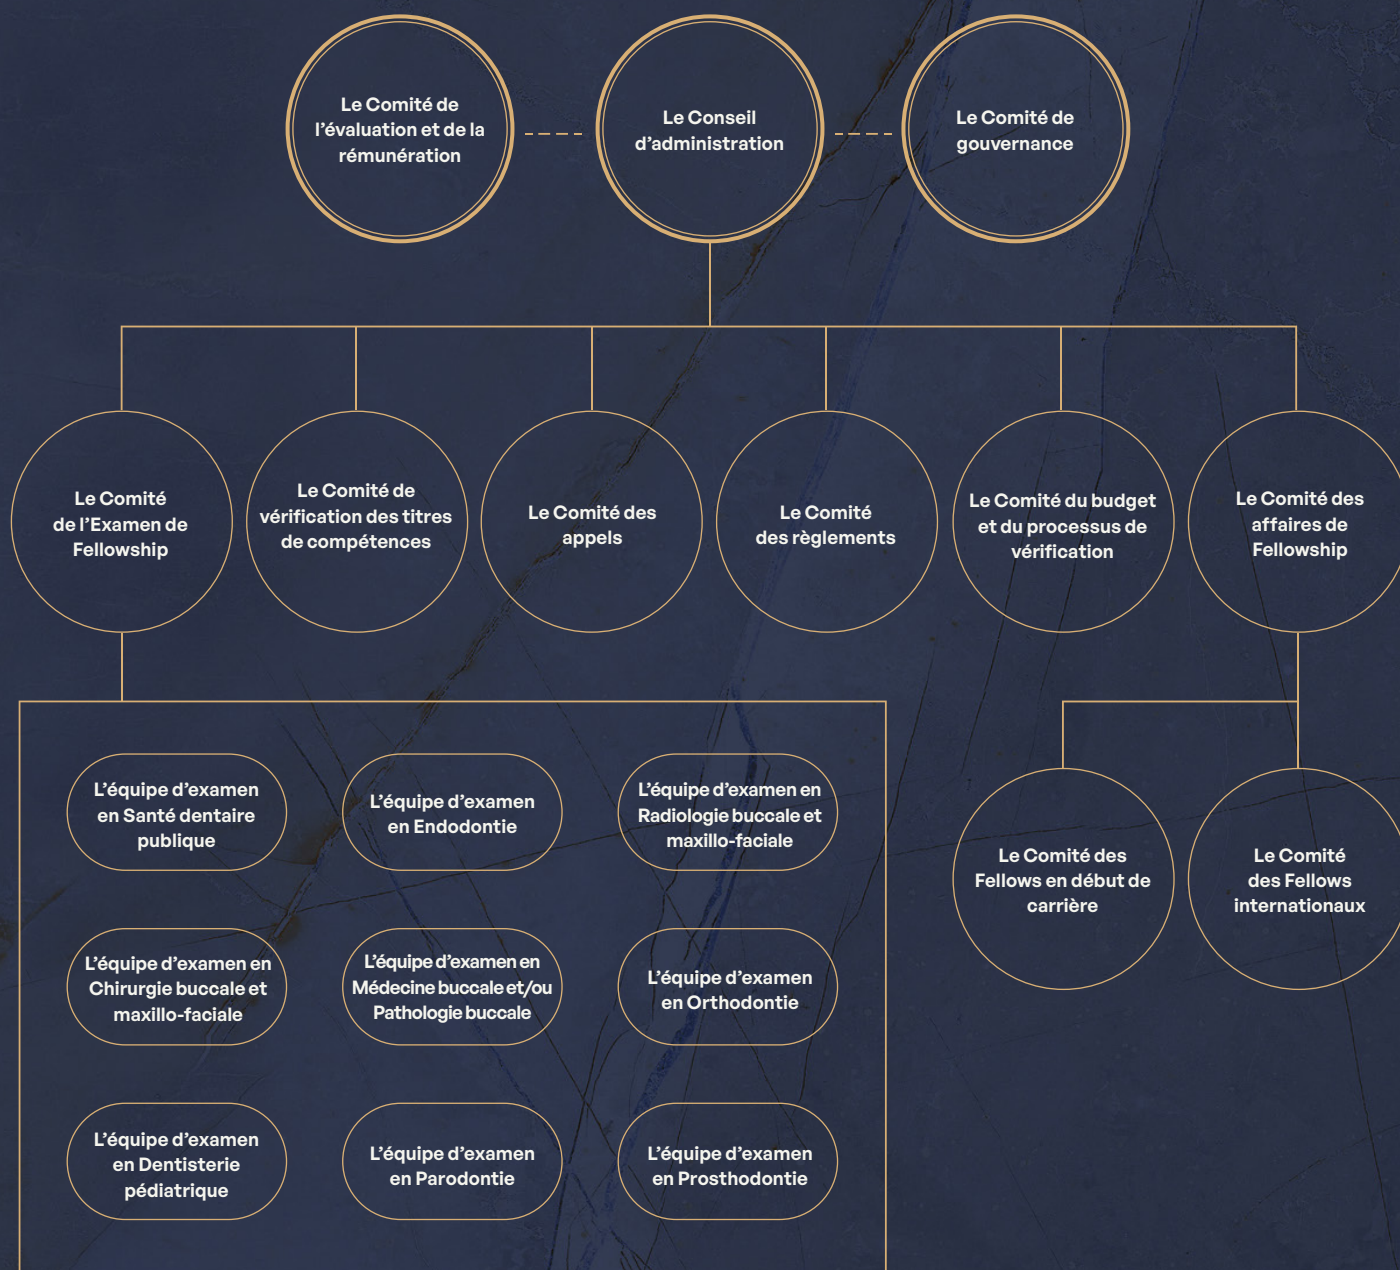 Le Comité de
l’évaluation et de la
rémunération
Le Conseil
d’administration
Le Comité de
gouvernance
Le Comité
de l’Examen de
Fellowship
Le Comité de
vérification des titres
de compétences
Le Comité des
appels
Le Comité
des règlements
Le Comité du budget
et du processus de
vérification
Le Comité des
affaires de
Fellowship
L’équipe d’examen
en Santé dentaire
publique
L’équipe d’examen
en Endodontie
L’équipe d’examen en
Radiologie buccale et
maxillo-faciale
Le Comité des
Fellows en début de
carrière
Le Comité
des Fellows
internationaux
L’équipe d’examen en
Chirurgie buccale et
maxillo-faciale
L’équipe d’examen en
Médecine buccale et/ou
Pathologie buccale
L’équipe d’examen
en Orthodontie
L’équipe d’examen
en Dentisterie
pédiatrique
L’équipe d’examen
en Parodontie
L’équipe d’examen
en Prosthodontie